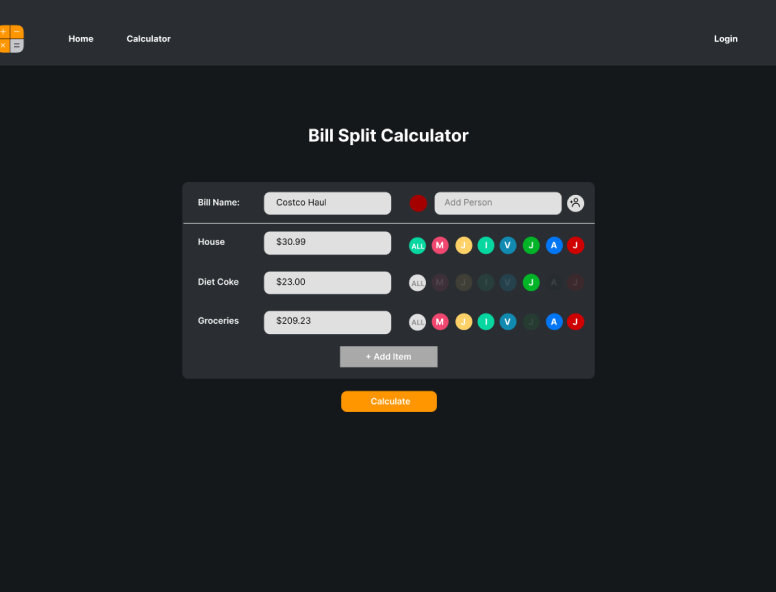 Home Calculator Login
Bill Split Calculator
Bill Name: Costco Haul Add Person
House $30.99 ALL M J I V J A J
Diet Coke $23.00 ALL M J I V J A J
Groceries $209.23 ALL M J I V J A J
+ Add Item
Calculate